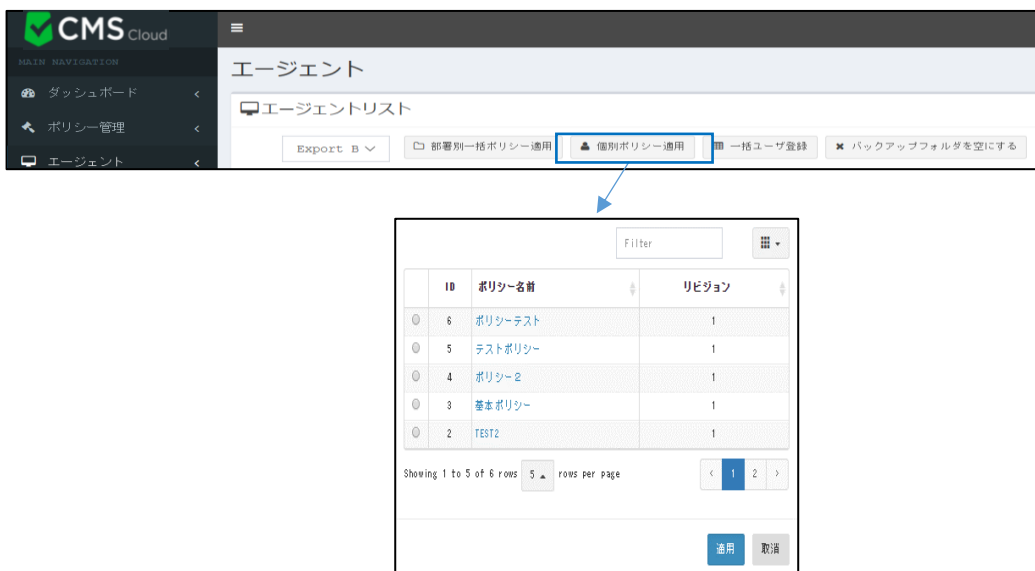 CMS Cloud
MAIN NAVIGATION
ダッシュボード
ポリシー管理
エージェント
エージェント
エージェントリスト
Export B
部署別一括ポリシー適用
個別ポリシー適用
一括ユーザ登録
バックアップフォルダを空にする
Filter
ID ポリシー名前 リビジョン
6 ポリシーテスト 1
5 テストポリシー 1
4 ポリシー2 1
3 基本ポリシー 1
2 TEST2 1
Showing 1 to 5 of 6 rows 5 rows per page
‹ 1 2 ›
適用 取消